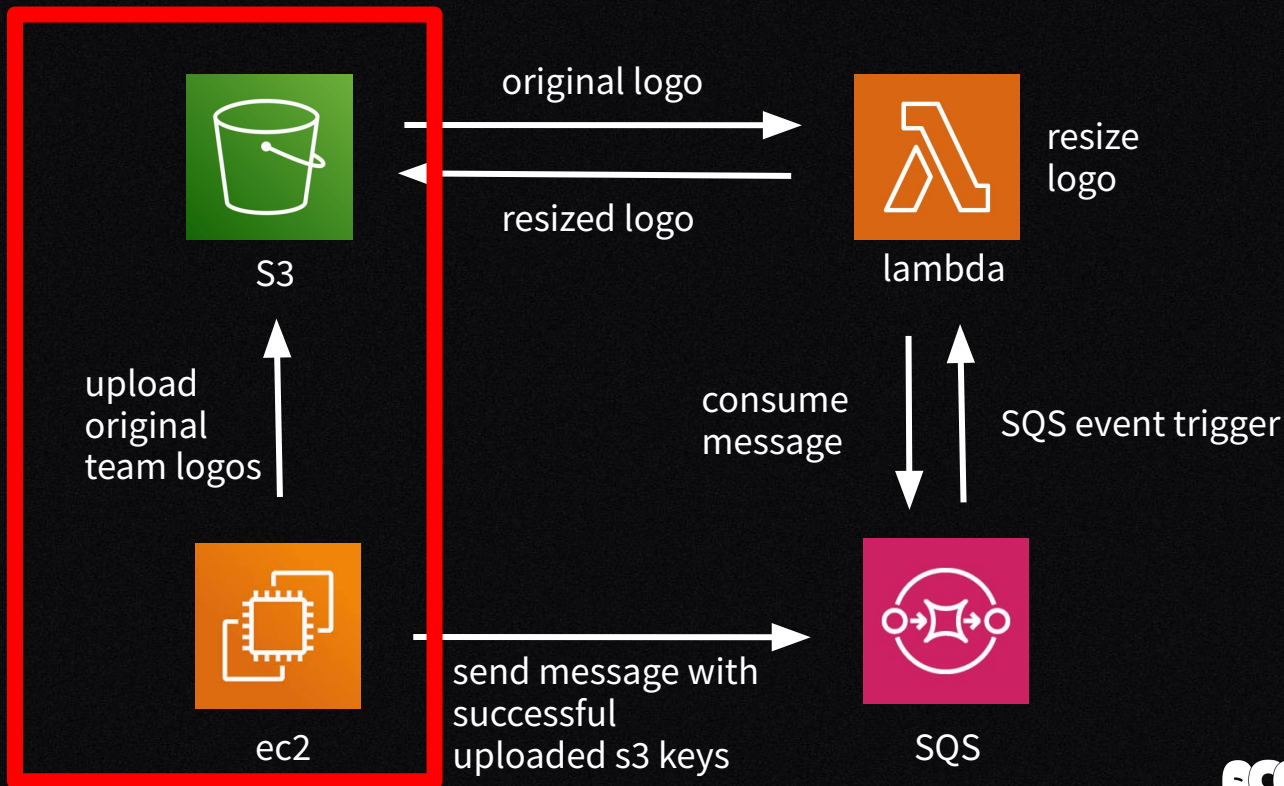 original logo
resize
logo
resized logo
S3
lambda
upload
original
team logos
consume
message
SQS event trigger
send message with
successful
uploaded s3 keys
ec2
SQS